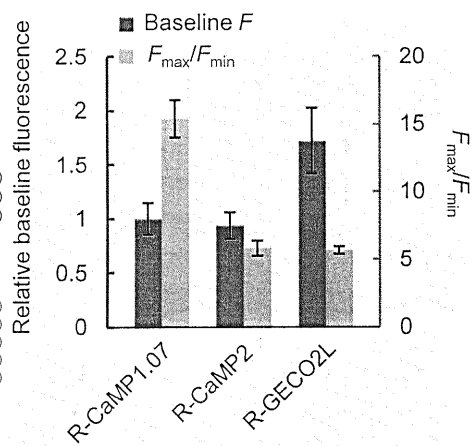 Baseline F
Fmax/Fmin
Relative baseline fluorescence
2.5
2
1.5
1
0.5
0
20
15
10
5
0
Fmax/Fmin
R-CaMP1.07
R-CaMP2
R-GECO2L